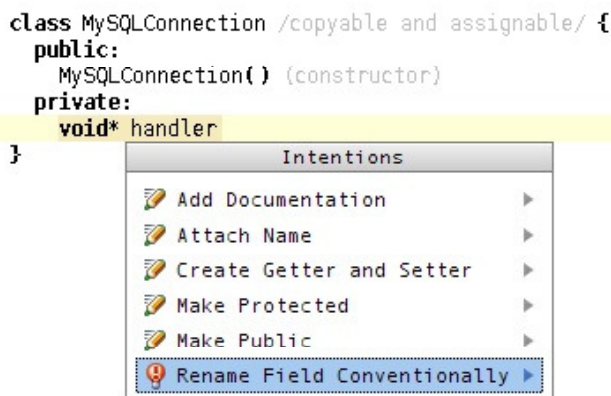 class MySQLConnection /copyable and assignable/ {
public:
MySQLConnection() (constructor)
private:
void* handler
}
Intentions
Add Documentation
Attach Name
Create Getter and Setter
Make Protected
Make Public
Rename Field Conventionally